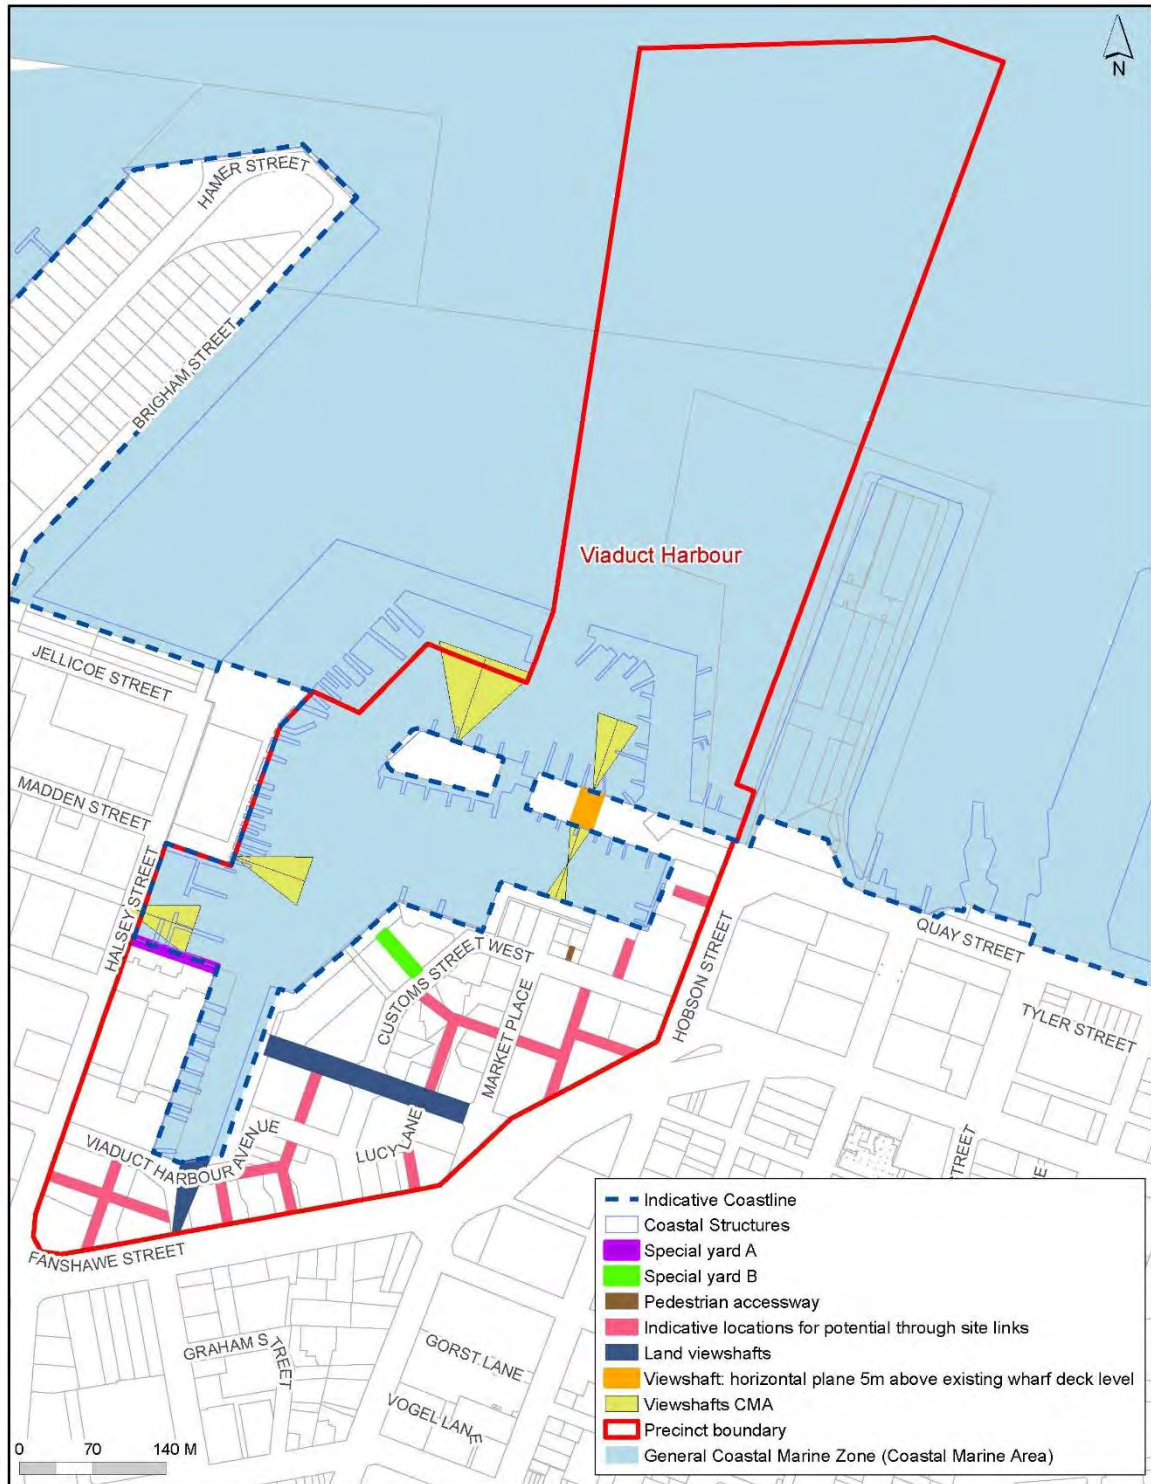 N
HAMER STREET
BRIGHAM STREET
Viaduct Harbour
JELLICOE STREET
MADDEN STREET
HALSEY STREET
QUAY STREET
CUSTOMS STREET WEST
HOBSON STREET
TYLER STREET
MARKET PLACE
LUCY LANE
VIADUCT HARBOUR AVENUE
STREET
FANSHAWE STREET
GRAHAM STREET
GORST LANE
VOGEL LANE
Indicative Coastline
Coastal Structures
Special yard A
Special yard B
Pedestrian accessway
Indicative locations for potential through site links
Land viewshafts
Viewshaft: horizontal plane 5m above existing wharf deck level
Viewshafts CMA
Precinct boundary
General Coastal Marine Zone (Coastal Marine Area)
0 70 140 M